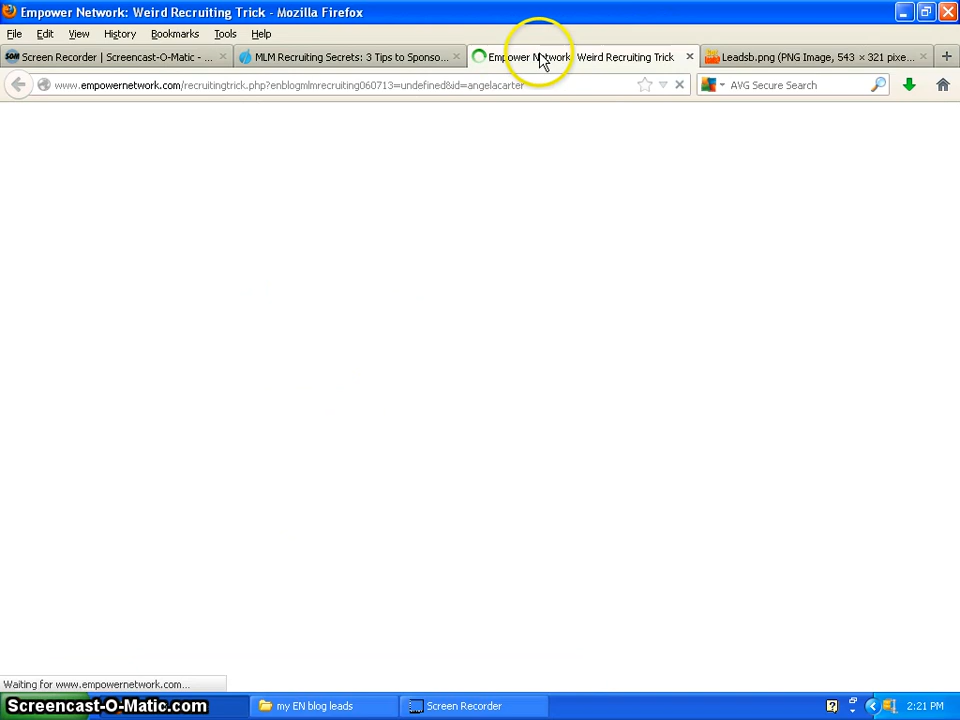 Empower Network: Weird Recruiting Trick - Mozilla Firefox
File Edit View History Bookmarks Tools Help
Screen Recorder | Screencast-O-Matic - ...
MLM Recruiting Secrets: 3 Tips to Sponso...
Empower Network: Weird Recruiting Trick
Leadsb.png (PNG Image, 543 × 321 pixe...
www.empowernetwork.com/recruitingtrick.php?enblogmlmrecruiting060713=undefined&id=angelacarter
AVG Secure Search
Waiting for www.empowernetwork.com...
Screencast-O-Matic.com
my EN blog leads
Screen Recorder
2:21 PM